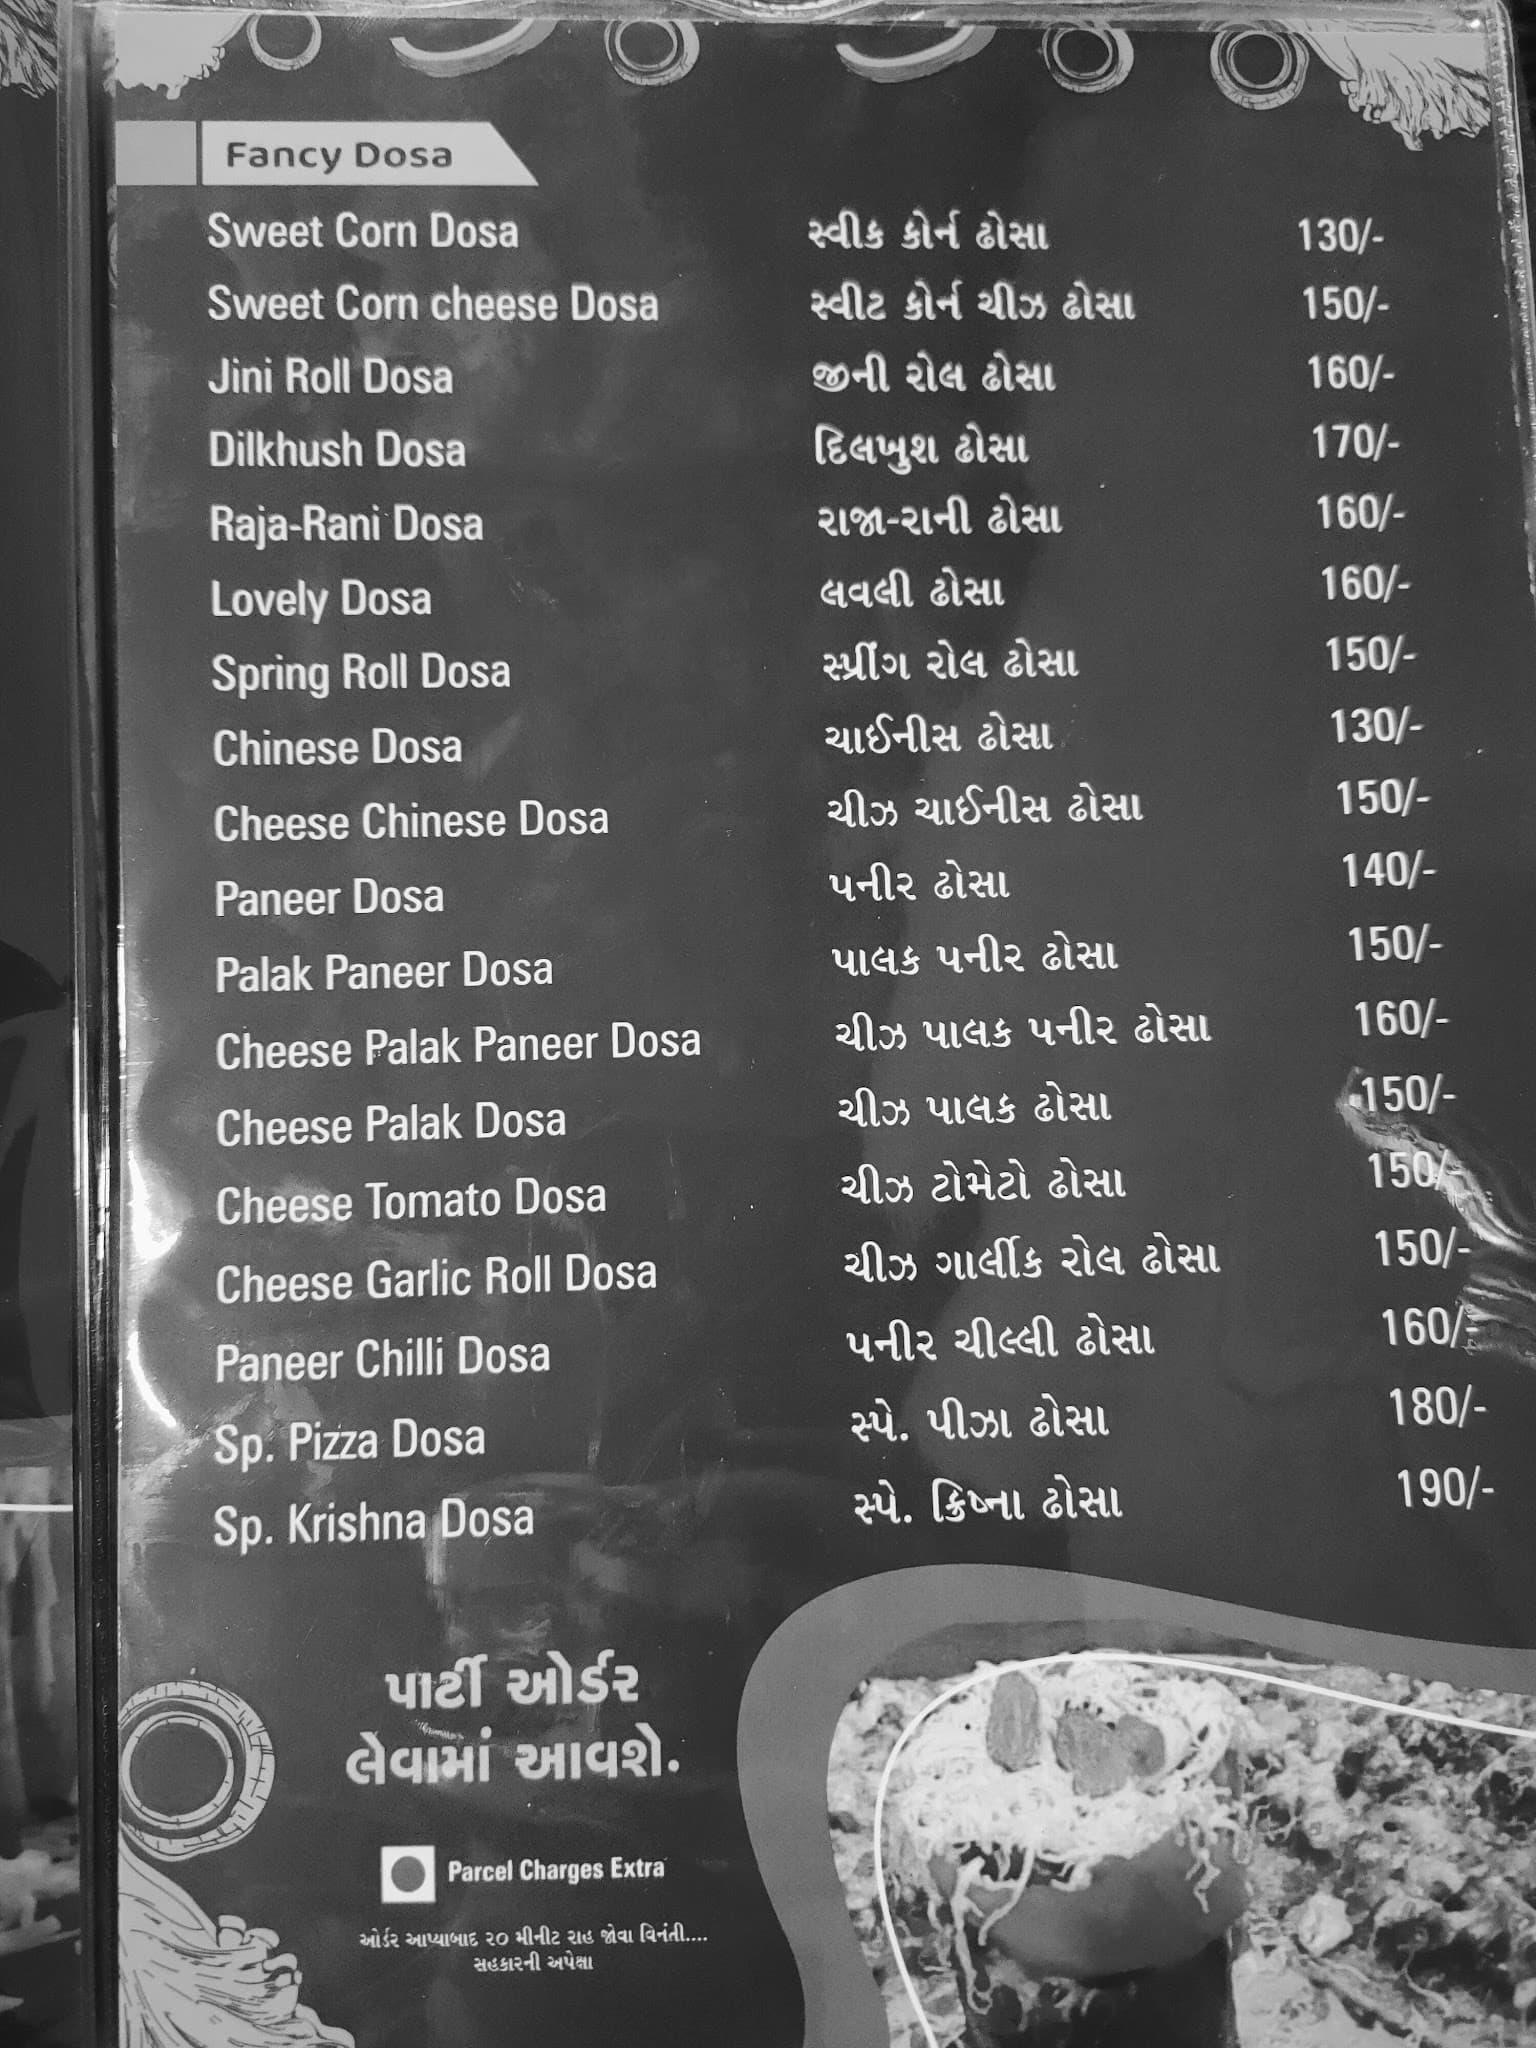 Fancy Dosa
Sweet Corn Dosa સ્વીક કોર્ન ઢોસા 130/-
Sweet Corn cheese Dosa સ્વીટ કોર્ન ચીઝ ઢોસા 150/-
Jini Roll Dosa જીની રોલ ઢોસા 160/-
Dilkhush Dosa દિલખુશ ઢોસા 170/-
Raja-Rani Dosa રાજા-રાની ઢોસા 160/-
Lovely Dosa લવલી ઢોસા 160/-
Spring Roll Dosa સ્પ્રીંગ રોલ ઢોસા 150/-
Chinese Dosa ચાઈનીસ ઢોસા 130/-
Cheese Chinese Dosa ચીઝ ચાઈનીસ ઢોસા 150/-
Paneer Dosa પનીર ઢોસા 140/-
Palak Paneer Dosa પાલક પનીર ઢોસા 150/-
Cheese Palak Paneer Dosa ચીઝ પાલક પનીર ઢોસા 160/-
Cheese Palak Dosa ચીઝ પાલક ઢોસા 150/-
Cheese Tomato Dosa ચીઝ ટોમેટો ઢોસા 150/-
Cheese Garlic Roll Dosa ચીઝ ગાર્લીક રોલ ઢોસા 150/-
Paneer Chilli Dosa પનીર ચીલ્લી ઢોસા 160/-
Sp. Pizza Dosa સ્પે. પીઝા ઢોસા 180/-
Sp. Krishna Dosa સ્પે. ક્રિષ્ના ઢોસા 190/-
પાર્ટી ઓર્ડર
લેવામાં આવશે.
Parcel Charges Extra
ઓર્ડર આપ્યાબાદ ૨૦ મીનીટ રાહ જોવા વિનંતી....
સહકારની અપેક્ષા